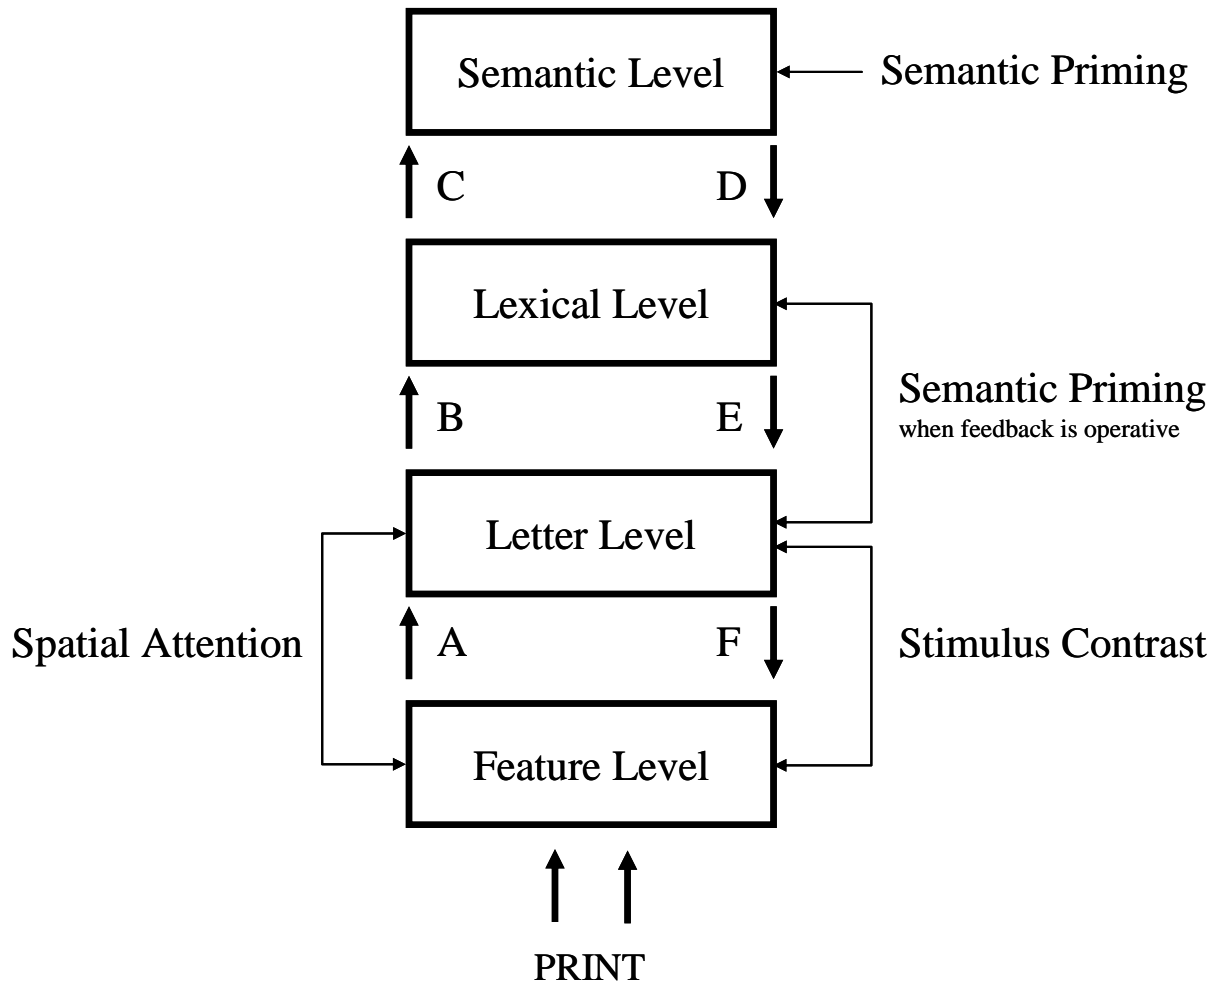 Semantic Level
Semantic Priming
C
D
Lexical Level
Semantic Priming
when feedback is operative
B
E
Letter Level
Spatial Attention
A
F
Stimulus Contrast
Feature Level
PRINT